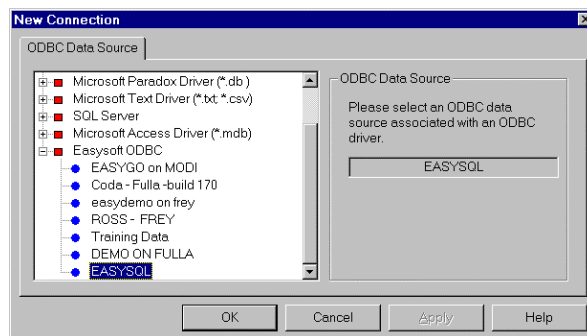 New Connection
ODBC Data Source
Microsoft Paradox Driver (*.db )
Microsoft Text Driver (*.txt; *.csv)
SQL Server
Microsoft Access Driver (*.mdb)
Easysoft ODBC
EASYGO on MODI
Coda - Fulla -build 170
easydemo on frey
ROSS - FREY
Training Data
DEMO ON FULLA
EASYSQL
ODBC Data Source
Please select an ODBC data
source associated with an ODBC
driver.
EASYSQL
OK
Cancel
Apply
Help